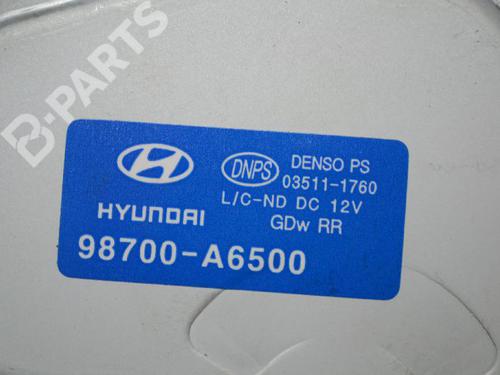 B-PARTS
DNPS DENSO PS
03511-1760
L/C-ND DC 12V
HYUNDAI GDw RR
98700-A6500